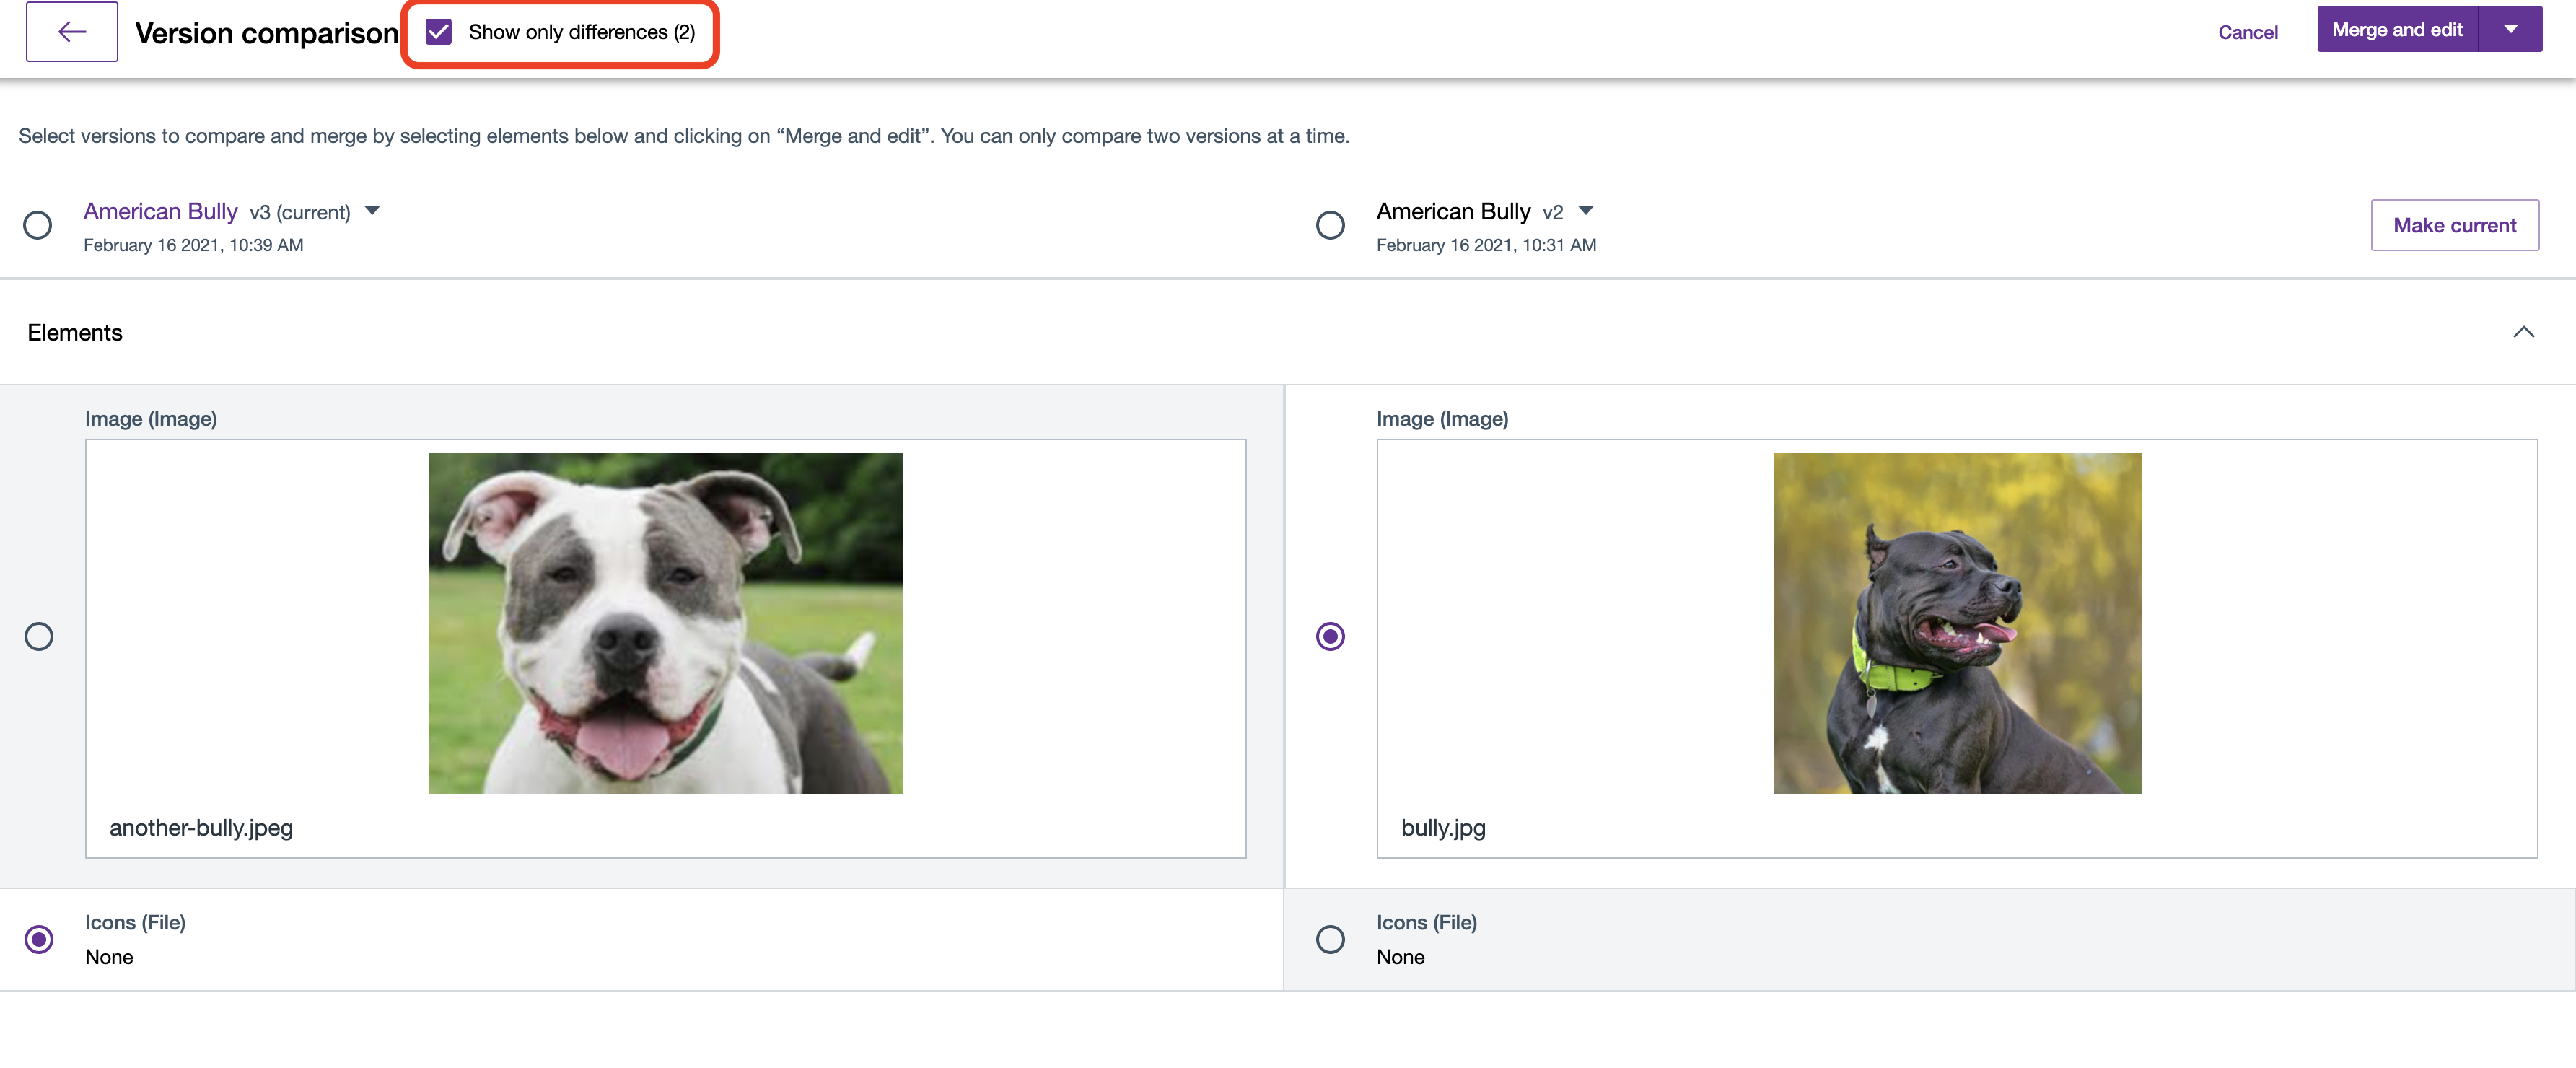 Version comparison
Show only differences (2)
Cancel
Merge and edit
Select versions to compare and merge by selecting elements below and clicking on “Merge and edit”. You can only compare two versions at a time.
American Bully v3 (current)
February 16 2021, 10:39 AM
American Bully v2
February 16 2021, 10:31 AM
Make current
Elements
Image (Image)
another-bully.jpeg
Image (Image)
bully.jpg
Icons (File)
None
Icons (File)
None